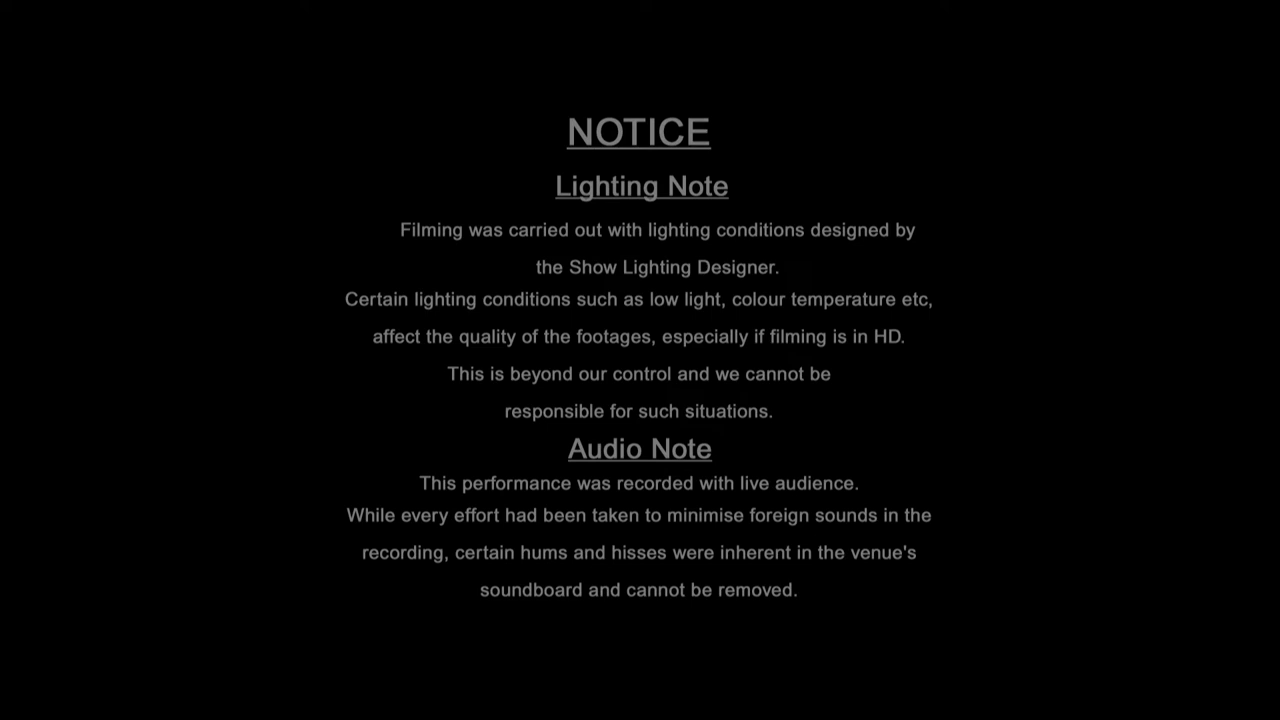 NOTICE
Lighting Note
Filming was carried out with lighting conditions designed by
the Show Lighting Designer.
Certain lighting conditions such as low light, colour temperature etc,
affect the quality of the footages, especially if filming is in HD.
This is beyond our control and we cannot be
responsible for such situations.
Audio Note
This performance was recorded with live audience.
While every effort had been taken to minimise foreign sounds in the
recording, certain hums and hisses were inherent in the venue's
soundboard and cannot be removed.